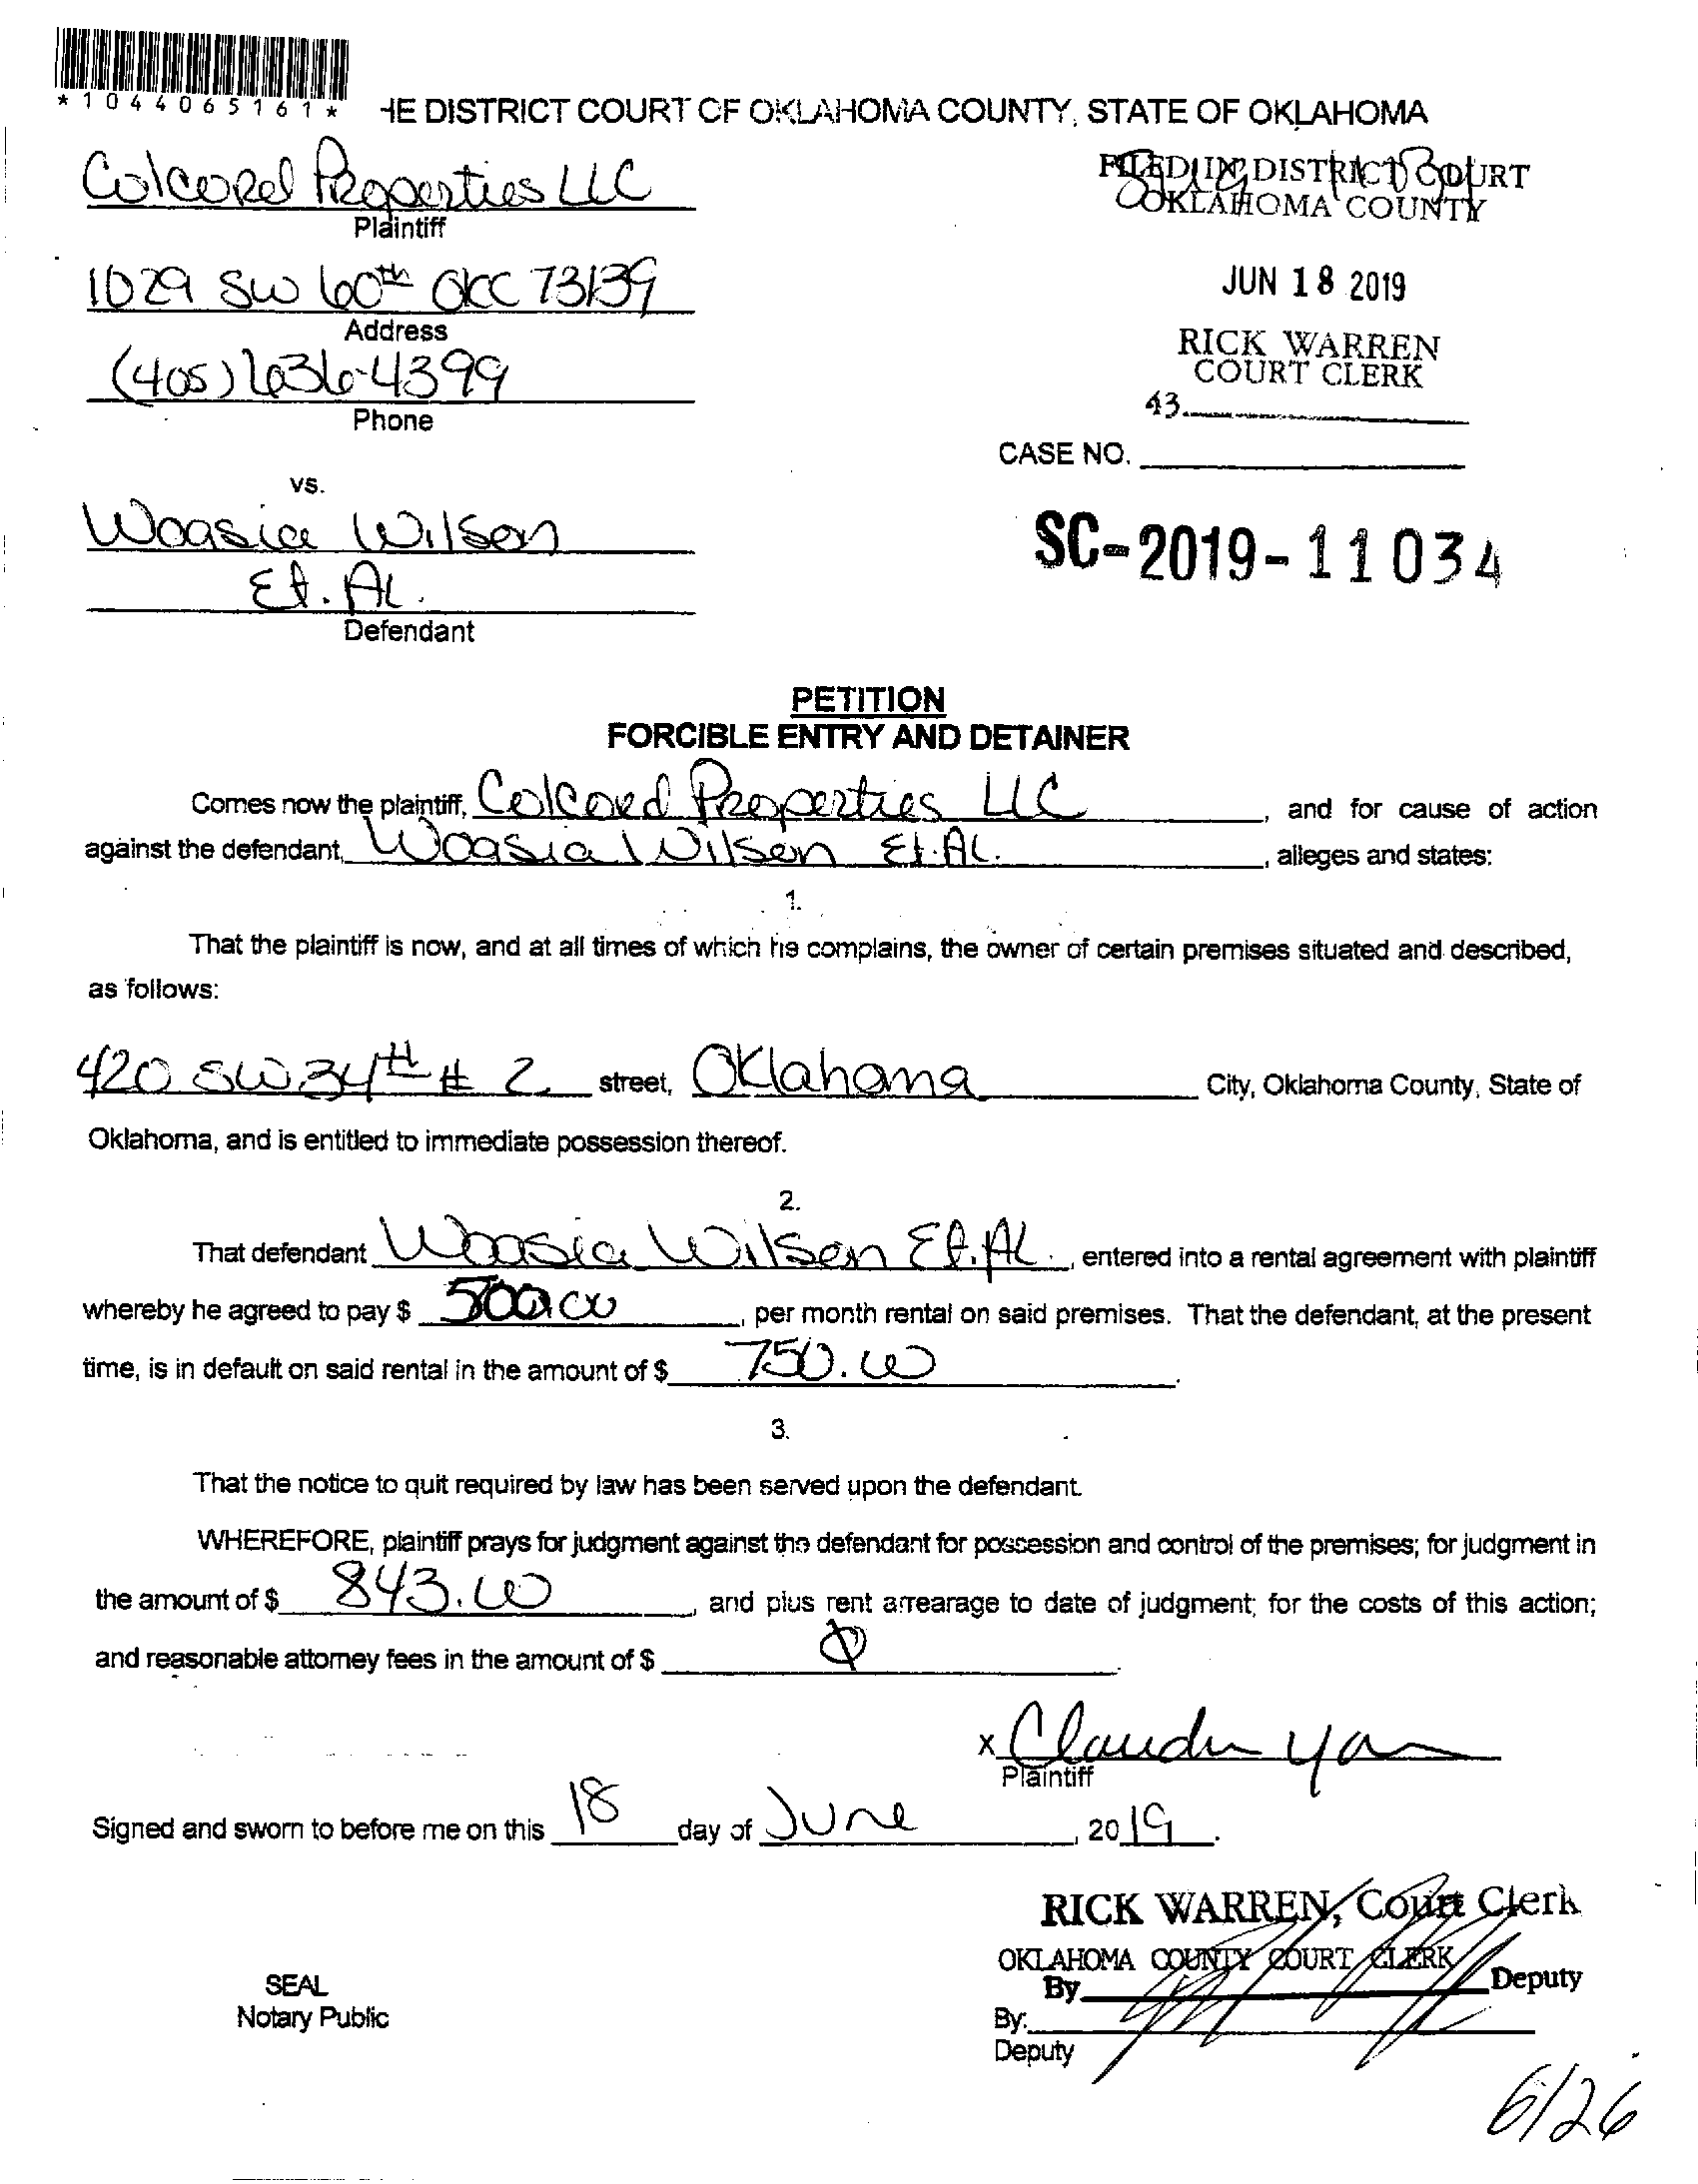 *1044065161*
HE DISTRICT COURT OF OKLAHOMA COUNTY, STATE OF OKLAHOMA
Colcord Properties LLC
Plaintiff
FILED IN DISTRICT COURT
OKLAHOMA COUNTY
1029 SW 60th OKC 73139
Address
JUN 18 2019
(405) 636-4399
Phone
RICK WARREN
COURT CLERK
43
CASE NO.
vs.
Woasia Wilson
Et. Al.
Defendant
SC-2019-11034
PETITION
FORCIBLE ENTRY AND DETAINER
Comes now the plaintiff, Colcord Properties LLC, and for cause of action
against the defendant, Woasia Wilson Et. Al., alleges and states:
1.
That the plaintiff is now, and at all times of which he complains, the owner of certain premises situated and described,
as follows:
420 SW 34th # 2 street, Oklahoma City, Oklahoma County, State of
Oklahoma, and is entitled to immediate possession thereof.
2.
That defendant Woasia Wilson Et. Al., entered into a rental agreement with plaintiff
whereby he agreed to pay $ 500.00, per month rental on said premises. That the defendant, at the present
time, is in default on said rental in the amount of $ 750.00.
3.
That the notice to quit required by law has been served upon the defendant.
WHEREFORE, plaintiff prays for judgment against the defendant for possession and control of the premises; for judgment in
the amount of $ 843.00, and plus rent arrearage to date of judgment; for the costs of this action;
and reasonable attorney fees in the amount of $ 0.
x Claudia
Plaintiff
Signed and sworn to before me on this 18 day of June, 2019.
RICK WARREN, Court Clerk
OKLAHOMA COUNTY COURT CLERK
By Deputy
SEAL
Notary Public
By:
Deputy
6/26